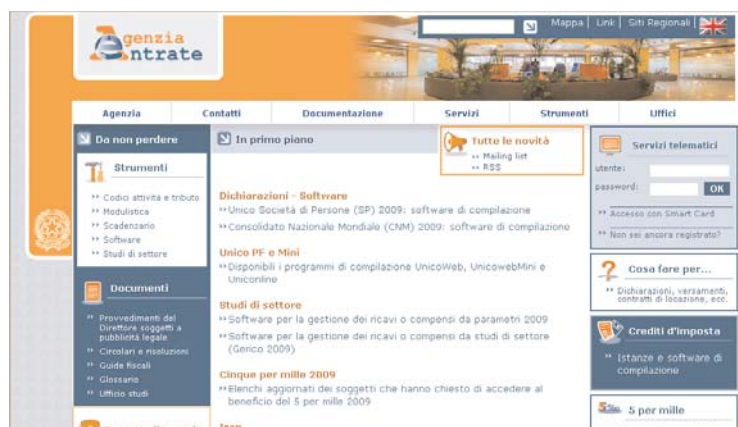 Mappa | Link | Siti Regionali
Agenzia
Entrate
Agenzia
Contatti
Documentazione
Servizi
Strumenti
Uffici
Da non perdere
Strumenti
Codici attività e tributo
Modulistica
Scadenzario
Software
Studi di settore
Documenti
Provvedimenti del
Direttore soggetti a
pubblicità legale
Circolari e risoluzioni
Guide fiscali
Glossario
Ufficio studi
In primo piano
Tutte le novità
Mailing list
RSS
Dichiarazioni - Software
Unico Società di Persone (SP) 2009: software di compilazione
Consolidato Nazionale Mondiale (CNM) 2009: software di compilazione
Unico PF e Mini
Disponibili i programmi di compilazione UnicoWeb, UnicowebMini e
Uniconline
Studi di settore
Software per la gestione dei ricavi o compensi da parametri 2009
Software per la gestione dei ricavi o compensi da studi di settore
(Gerico 2009)
Cinque per mille 2009
Elenchi aggiornati dei soggetti che hanno chiesto di accedere al
beneficio del 5 per mille 2009
Servizi telematici
utente:
password:
OK
Accesso con Smart Card
Non sei ancora registrato?
Cosa fare per...
Dichiarazioni, versamenti,
contratti di locazione, ecc.
Crediti d'imposta
Istanze e software di
compilazione
5 per mille